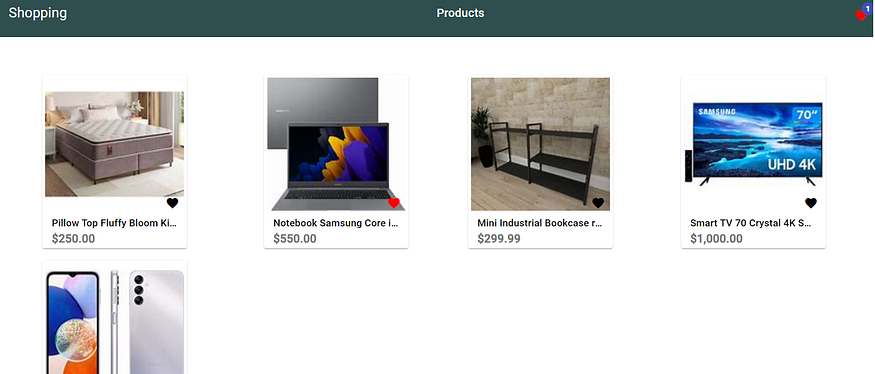 Shopping
Products
1
SAMSUNG
70"
UHD 4K
Pillow Top Fluffy Bloom Ki...
$250.00
Notebook Samsung Core i...
$550.00
Mini Industrial Bookcase r...
$299.99
Smart TV 70 Crystal 4K S...
$1,000.00